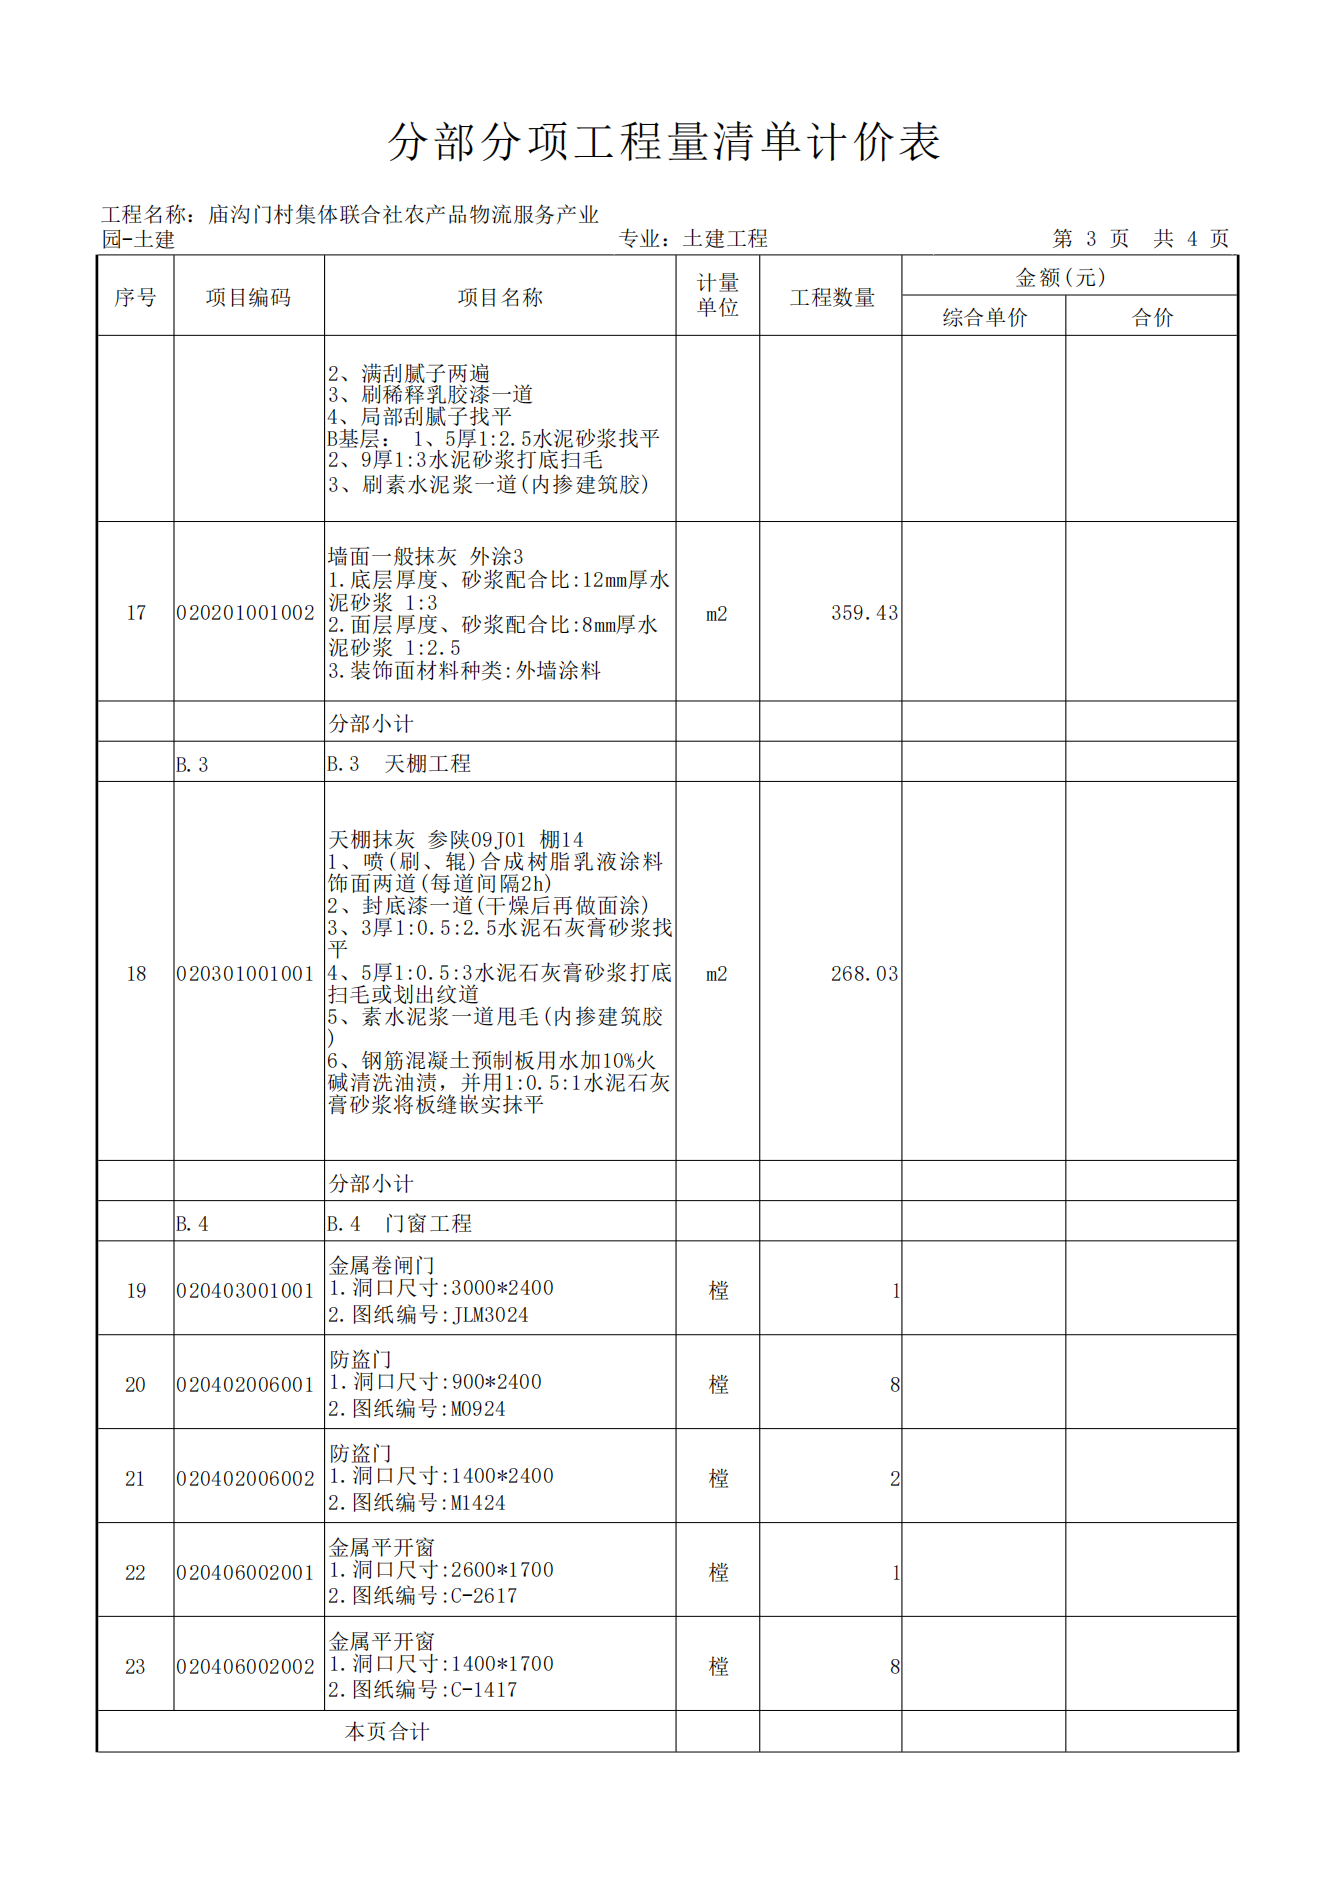 分部分项工程量清单计价表
工程名称：庙沟门村集体联合社农产品物流服务产业
园-土建 专业：土建工程 第 3 页 共 4 页
序号 项目编码 项目名称 计量单位 工程数量 金额(元)
综合单价 合价
2、满刮腻子两遍
3、刷稀释乳胶漆一道
4、局部刮腻子找平
B基层： 1、5厚1:2.5水泥砂浆找平
2、9厚1:3水泥砂浆打底扫毛
3、刷素水泥浆一道(内掺建筑胶)
17 020201001002 墙面一般抹灰 外涂3
1.底层厚度、砂浆配合比:12mm厚水
泥砂浆 1:3
2.面层厚度、砂浆配合比:8mm厚水
泥砂浆 1:2.5
3.装饰面材料种类:外墙涂料
m2 359.43
分部小计
B.3 B.3 天棚工程
18 020301001001 天棚抹灰 参陕09J01 棚14
1、喷(刷、辊)合成树脂乳液涂料
饰面两道(每道间隔2h)
2、封底漆一道(干燥后再做面涂)
3、3厚1:0.5:2.5水泥石灰膏砂浆找
平
4、5厚1:0.5:3水泥石灰膏砂浆打底
扫毛或划出纹道
5、素水泥浆一道甩毛(内掺建筑胶
)
6、钢筋混凝土预制板用水加10%火
碱清洗油渍，并用1:0.5:1水泥石灰
膏砂浆将板缝嵌实抹平
m2 268.03
分部小计
B.4 B.4 门窗工程
19 020403001001 金属卷闸门
1.洞口尺寸:3000*2400
2.图纸编号:JLM3024
樘 1
20 020402006001 防盗门
1.洞口尺寸:900*2400
2.图纸编号:M0924
樘 8
21 020402006002 防盗门
1.洞口尺寸:1400*2400
2.图纸编号:M1424
樘 2
22 020406002001 金属平开窗
1.洞口尺寸:2600*1700
2.图纸编号:C-2617
樘 1
23 020406002002 金属平开窗
1.洞口尺寸:1400*1700
2.图纸编号:C-1417
樘 8
本页合计